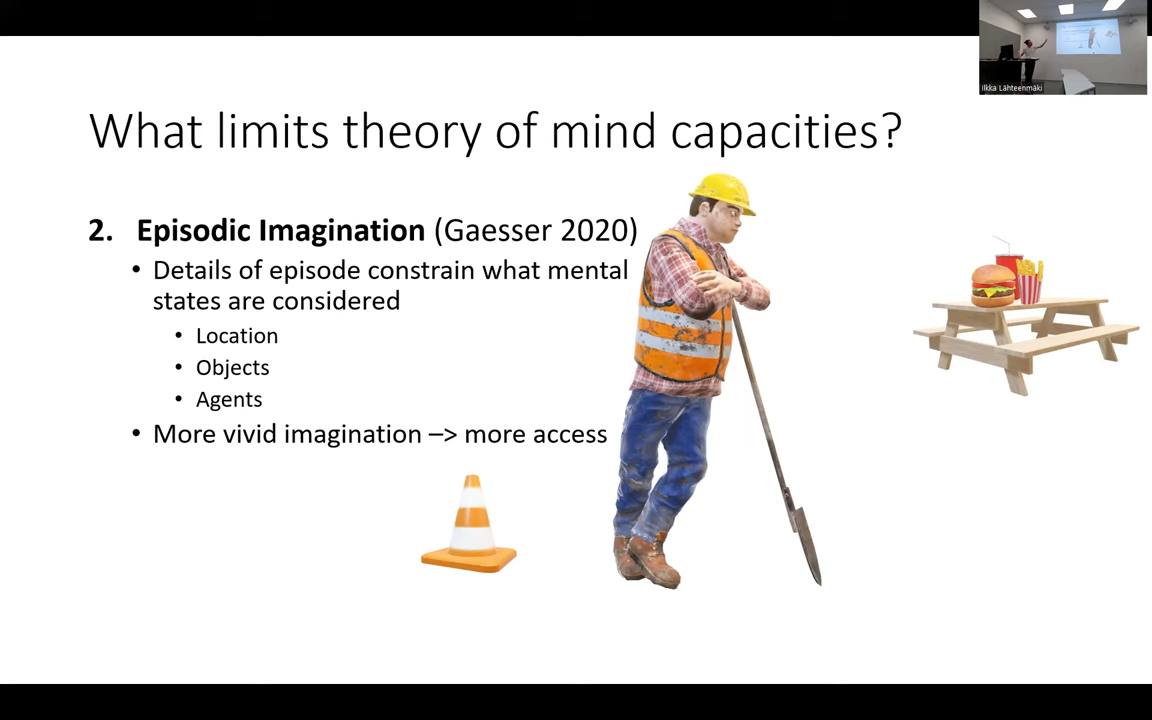 Ilkka Lähteenmäki
What limits theory of mind capacities?
2. Episodic Imagination (Gaesser 2020)
• Details of episode constrain what mental
states are considered
• Location
• Objects
• Agents
• More vivid imagination –> more access